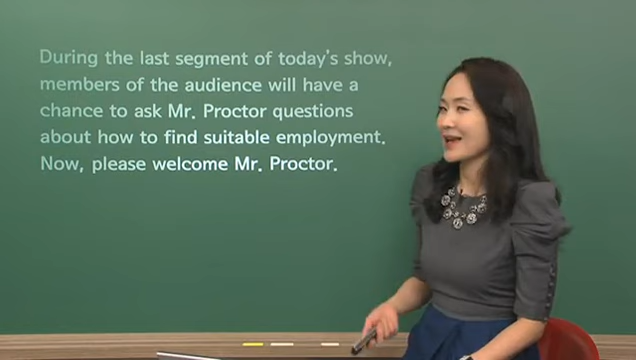 During the last segment of today's show,
members of the audience will have a
chance to ask Mr. Proctor questions
about how to find suitable employment.
Now, please welcome Mr. Proctor.